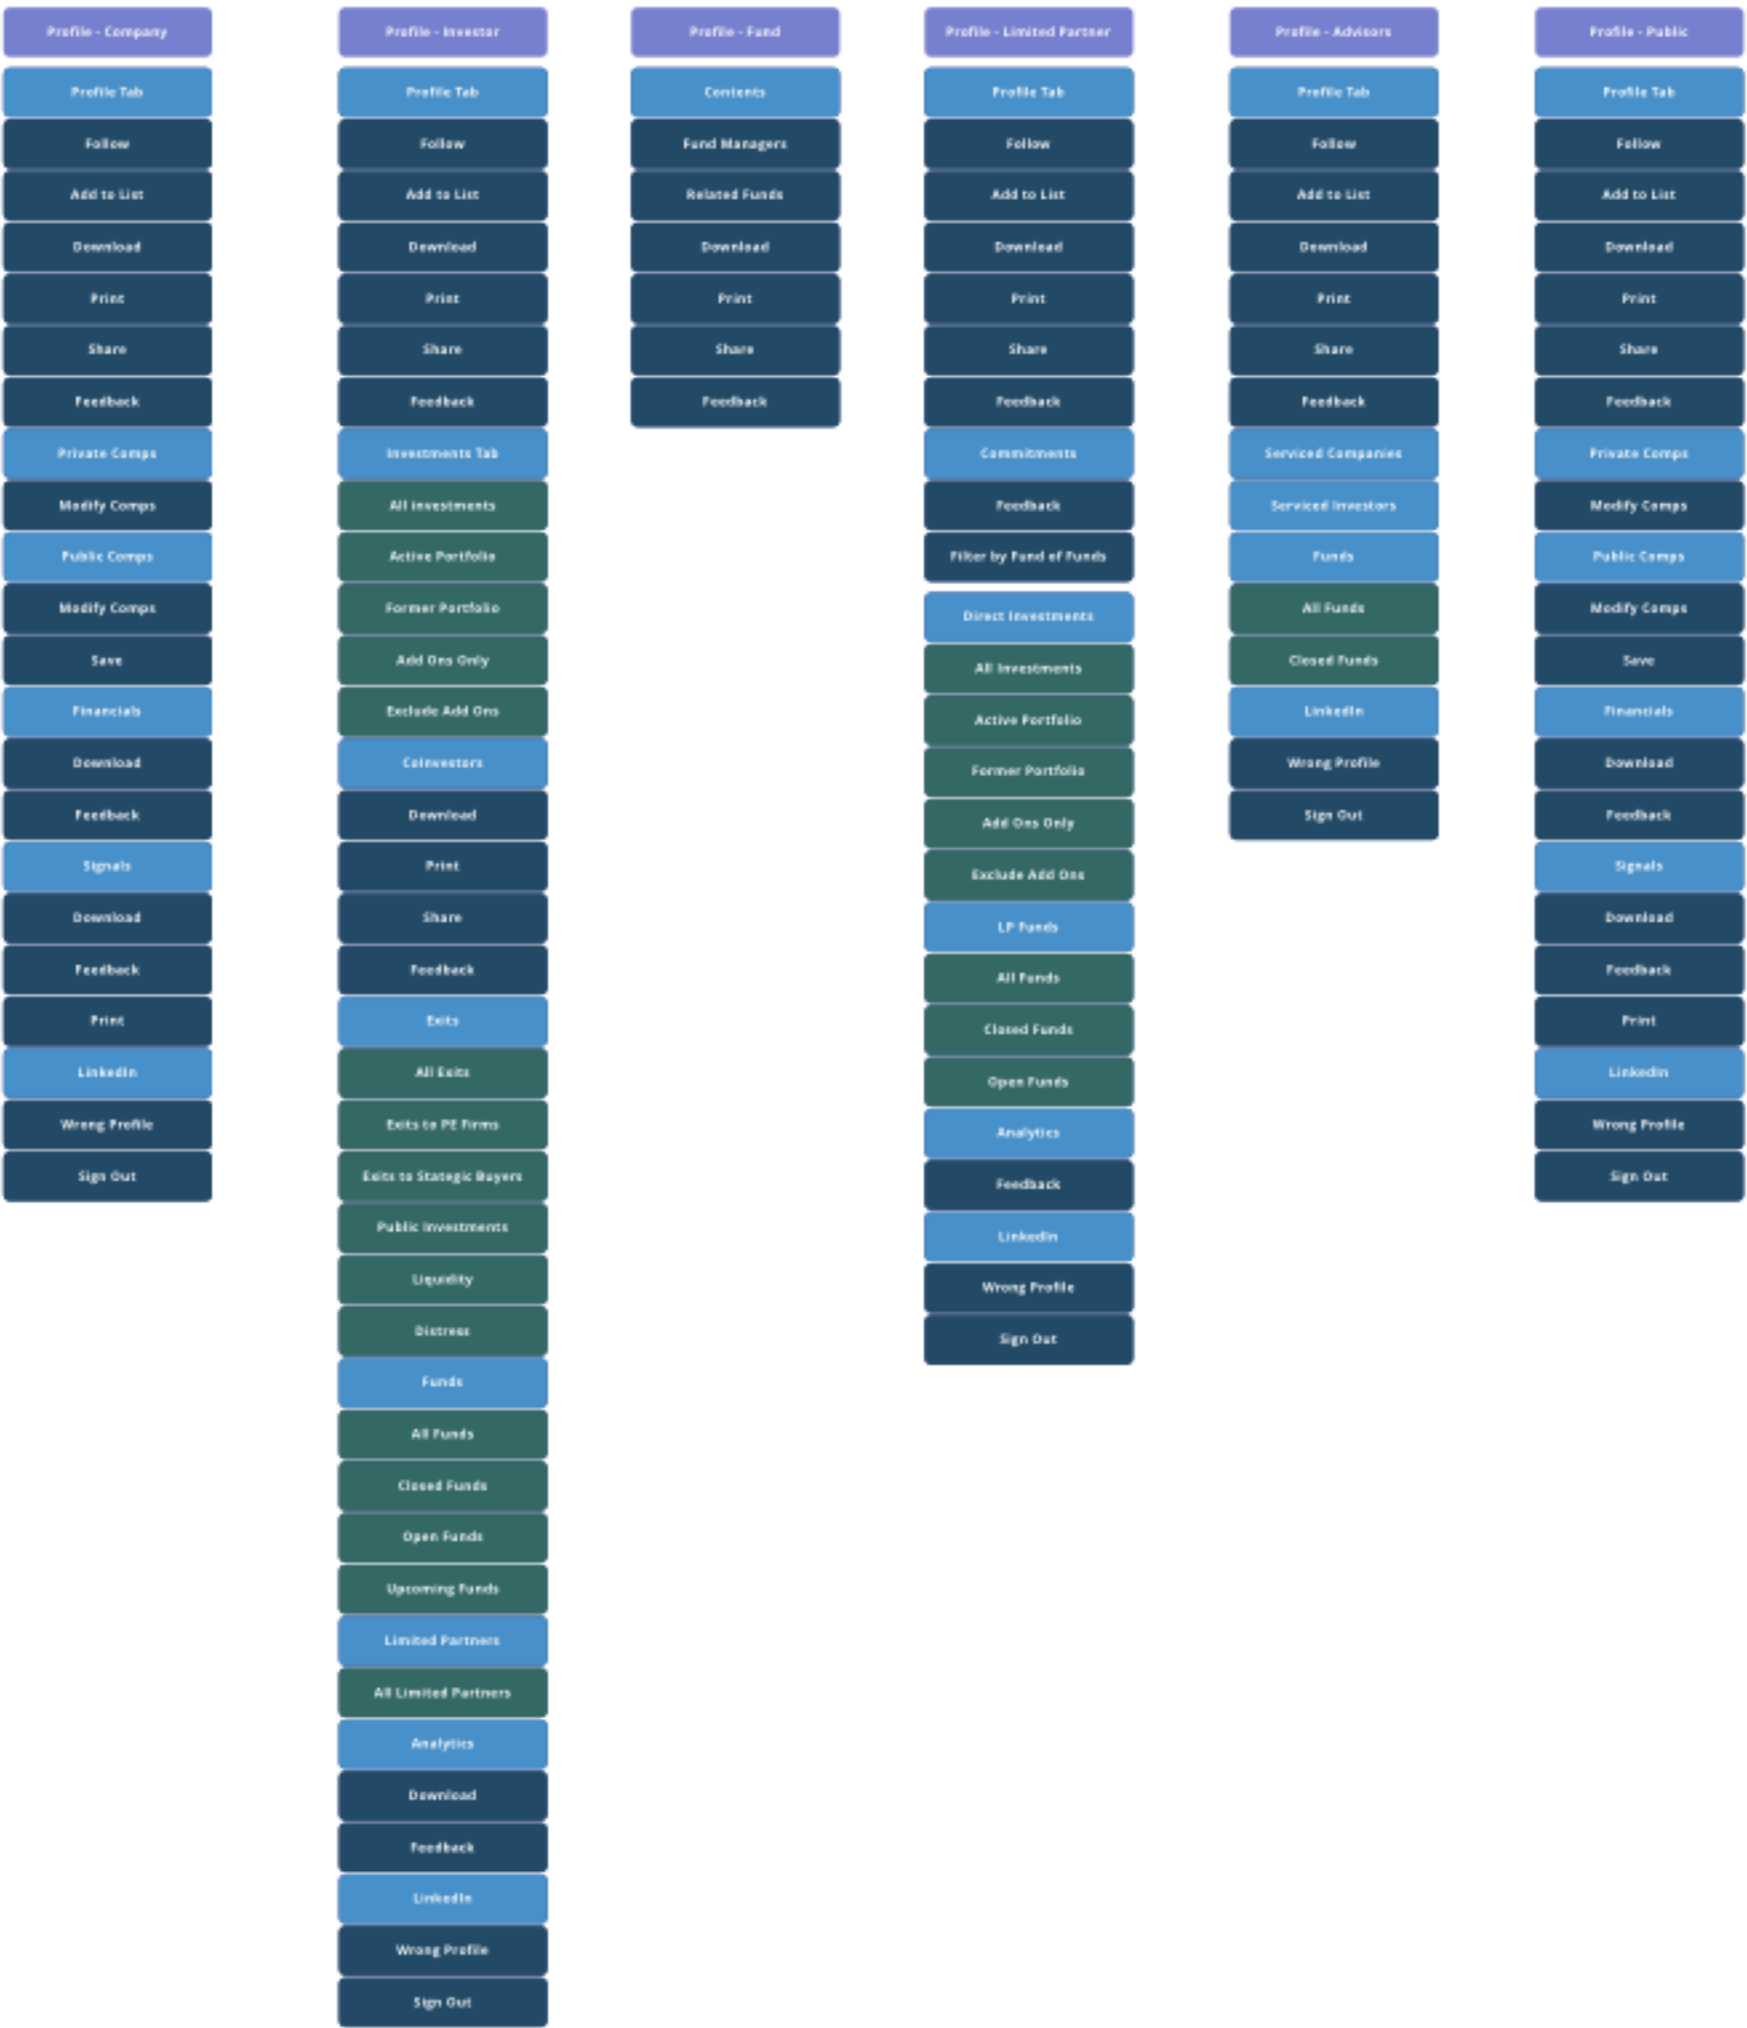 Profile - Company
Profile Tab
Follow
Add to List
Download
Print
Share
Feedback
Private Comps
Modify Comps
Public Comps
Modify Comps
Save
Financials
Download
Feedback
Signals
Download
Feedback
Print
LinkedIn
Wrong Profile
Sign Out
Profile - Investor
Profile Tab
Follow
Add to List
Download
Print
Share
Feedback
Investments Tab
All investments
Active Portfolio
Former Portfolio
Add Ons Only
Exclude Add Ons
Coinvestors
Download
Print
Share
Feedback
Exits
All Exits
Exits to PE Firms
Exits to Stategic Buyers
Public Investments
Liquidity
Distress
Funds
All Funds
Closed Funds
Open Funds
Upcoming Funds
Limited Partners
All Limited Partners
Analytics
Download
Feedback
LinkedIn
Wrong Profile
Sign Out
Profile - Fund
Contents
Fund Managers
Related Funds
Download
Print
Share
Feedback
Profile - Limited Partner
Profile Tab
Follow
Add to List
Download
Print
Share
Feedback
Commitments
Feedback
Filter by Fund of Funds
Direct Investments
All Investments
Active Portfolio
Former Portfolio
Add Ons Only
Exclude Add Ons
LP Funds
All Funds
Closed Funds
Open Funds
Analytics
Feedback
LinkedIn
Wrong Profile
Sign Out
Profile - Advisors
Profile Tab
Follow
Add to List
Download
Print
Share
Feedback
Serviced Companies
Serviced Investors
Funds
All Funds
Closed Funds
LinkedIn
Wrong Profile
Sign Out
Profile - Public
Profile Tab
Follow
Add to List
Download
Print
Share
Feedback
Private Comps
Modify Comps
Public Comps
Modify Comps
Save
Financials
Download
Feedback
Signals
Download
Feedback
Print
LinkedIn
Wrong Profile
Sign Out